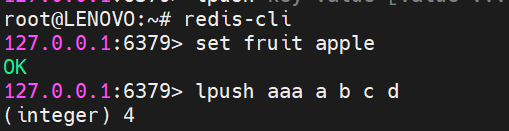 root@LENOVO:~# redis-cli
127.0.0.1:6379> set fruit apple
OK
127.0.0.1:6379> lpush aaa a b c d
(integer) 4